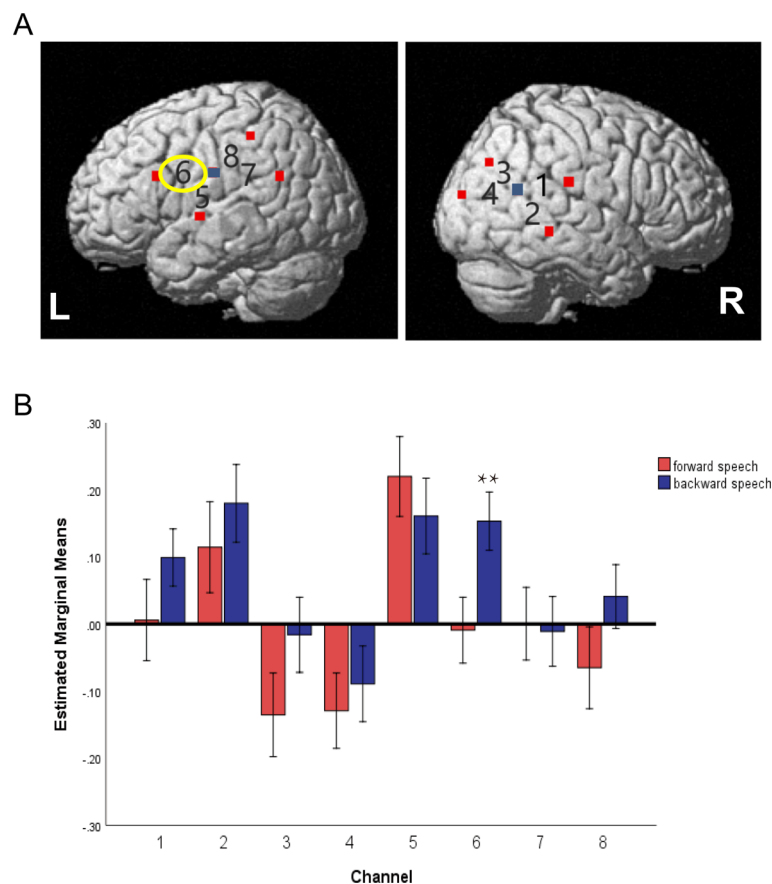 A
6
8
7
5
L
3
1
4
2
R
B
Estimated Marginal Means
.30
.20
.10
.00
-.10
-.20
-.30
**
forward speech
backward speech
1 2 3 4 5 6 7 8
Channel